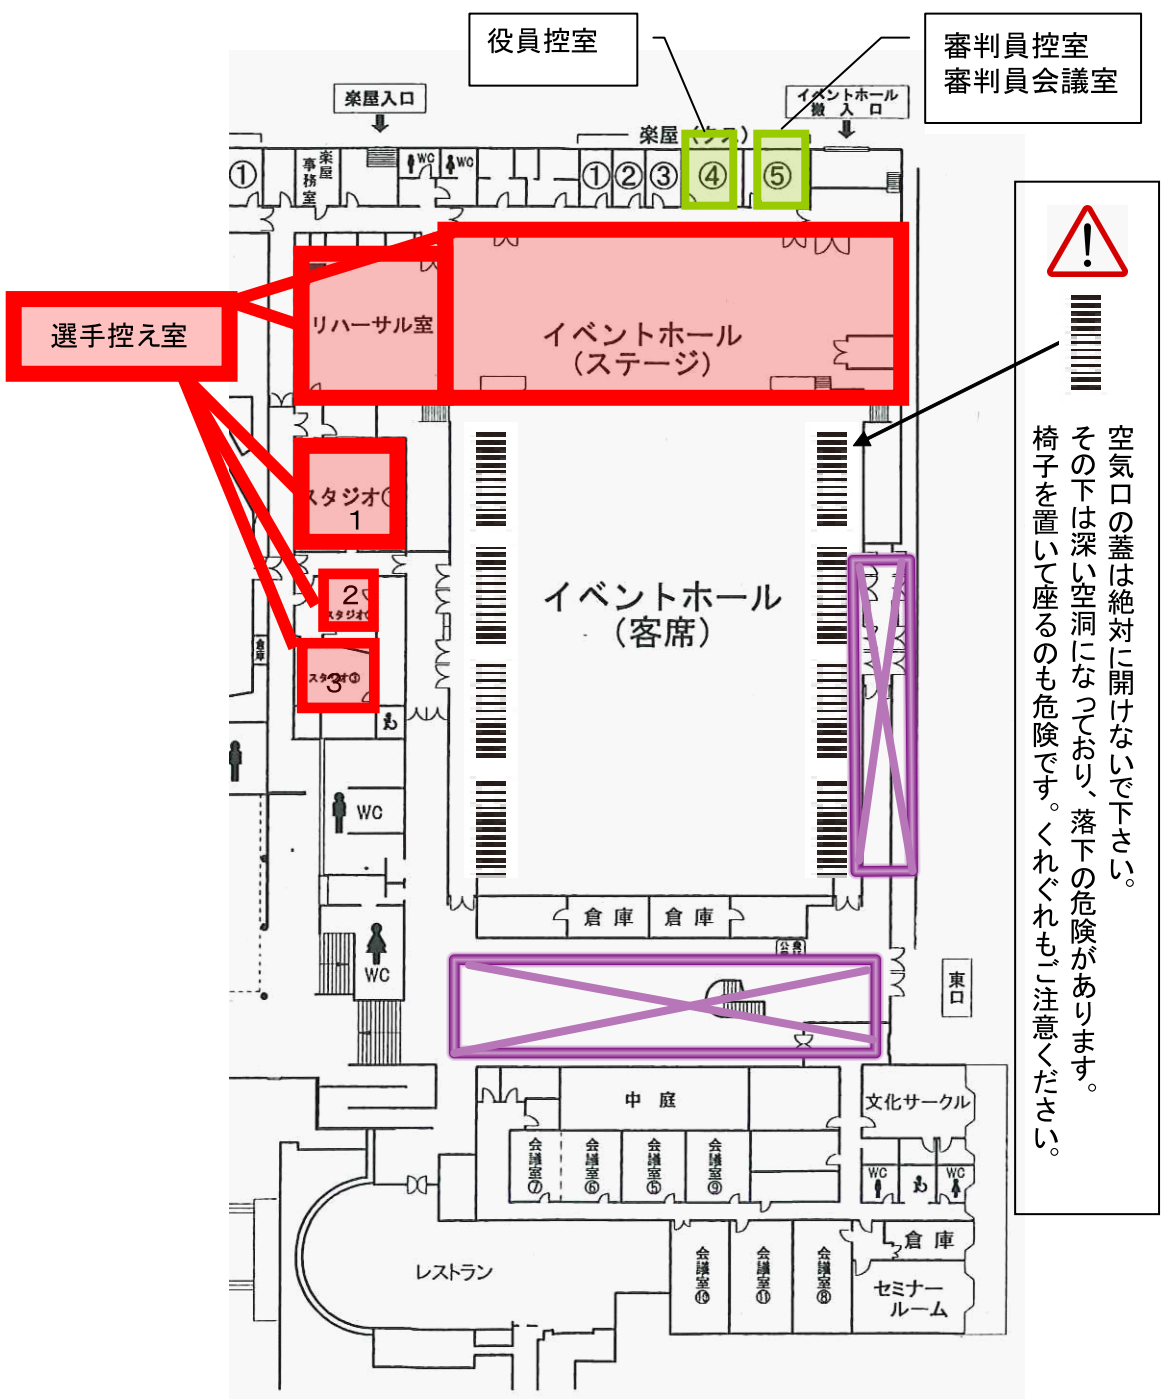 役員控室
審判員控室
審判員会議室
楽屋入口
イベントホール
搬 入 口
楽屋
①
楽屋
事務室
WC
WC
①
②
③
④
⑤
選手控え室
リハーサル室
イベントホール
(ステージ)
スタジオ
1
2
スタジオ
スタジオ③
3
倉庫
イベントホール
(客席)
空気口の蓋は絶対に開けないで下さい。
その下は深い空洞になっており、落下の危険があります。
椅子を置いて座るのも危険です。くれぐれもご注意ください。
WC
倉 庫
倉 庫
WC
東口
中 庭
文化サークル
会議室⑦
会議室⑥
会議室⑤
会議室⑨
WC
WC
レストラン
会議室⑩
会議室⑪
会議室⑧
倉 庫
セミナー
ルーム